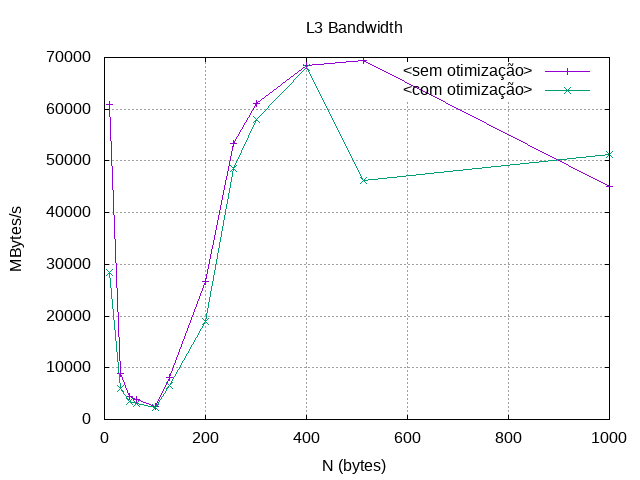 L3 Bandwidth
70000
60000
50000
40000
30000
20000
10000
0
MBytes/s
<sem otimização>
<com otimização>
0 200 400 600 800 1000
N (bytes)